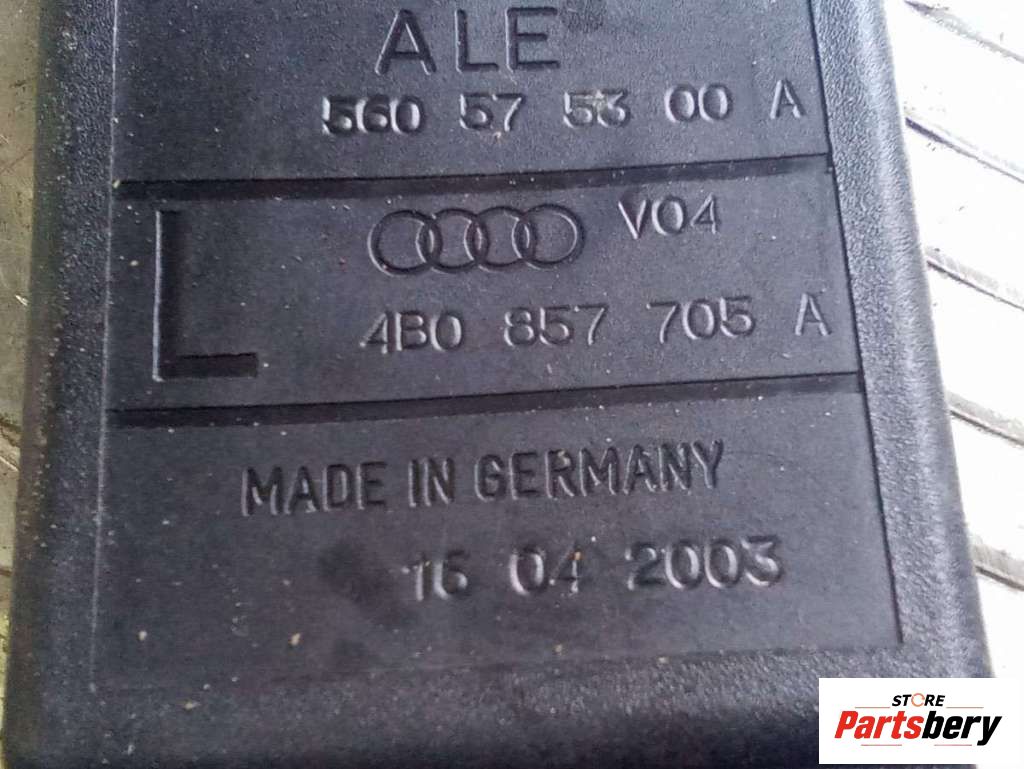 ALE
560 57 53 00 A
V04
L
4B0 857 705 A
MADE IN GERMANY
16 04 2003
STORE
Partsbery